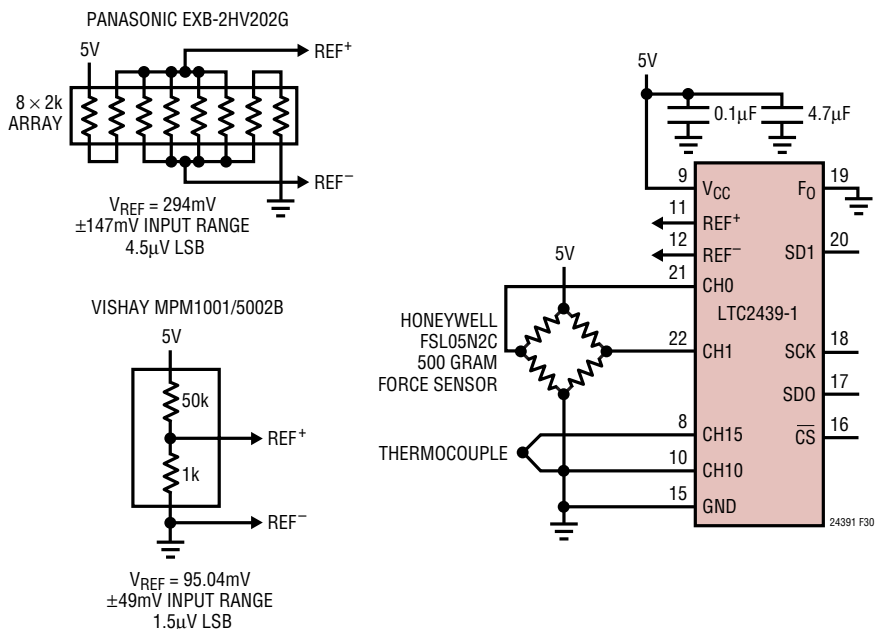 PANASONIC EXB-2HV202G
5V
REF+
8 × 2k
ARRAY
REF−
VREF = 294mV
±147mV INPUT RANGE
4.5µV LSB
VISHAY MPM1001/5002B
5V
50k
REF+
1k
REF−
VREF = 95.04mV
±49mV INPUT RANGE
1.5µV LSB
5V
0.1µF
4.7µF
9
VCC
FO
19
11
REF+
12
REF−
SD1
20
21
CH0
LTC2439-1
5V
HONEYWELL
FSL05N2C
500 GRAM
FORCE SENSOR
22
CH1
SCK
18
SDO
17
CS
16
THERMOCOUPLE
8
CH15
10
CH10
15
GND
24391 F30